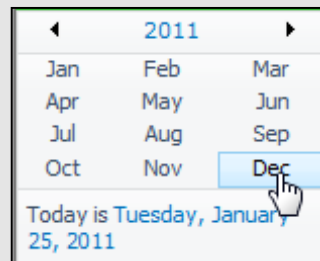 2011
Jan Feb Mar
Apr May Jun
Jul Aug Sep
Oct Nov Dec
Today is Tuesday, January
25, 2011